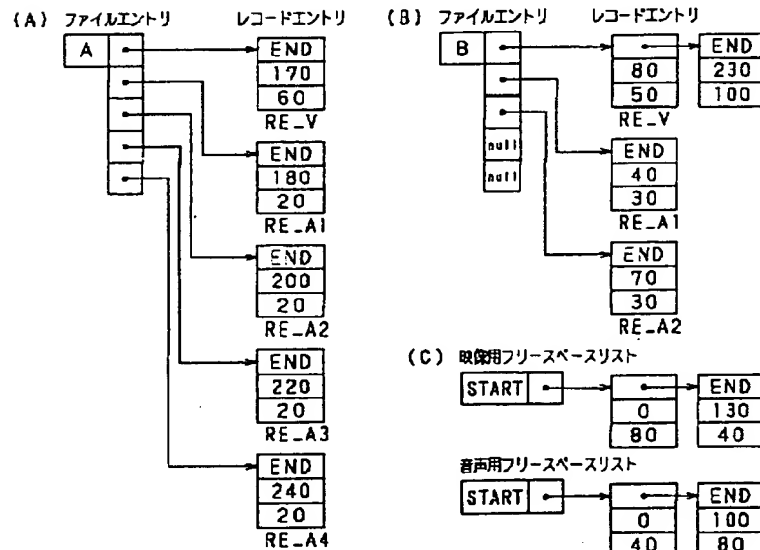 (A) ファイルエントリ レコードエントリ
A
END
170
60
RE_V
END
180
20
RE_A1
END
200
20
RE_A2
END
220
20
RE_A3
END
240
20
RE_A4
(B) ファイルエントリ レコードエントリ
B
null
null
80
50
RE_V
END
230
100
END
40
30
RE_A1
END
70
30
RE_A2
(C) 映像用フリースペースリスト
START
0
80
END
130
40
音声用フリースペースリスト
START
0
40
END
100
80